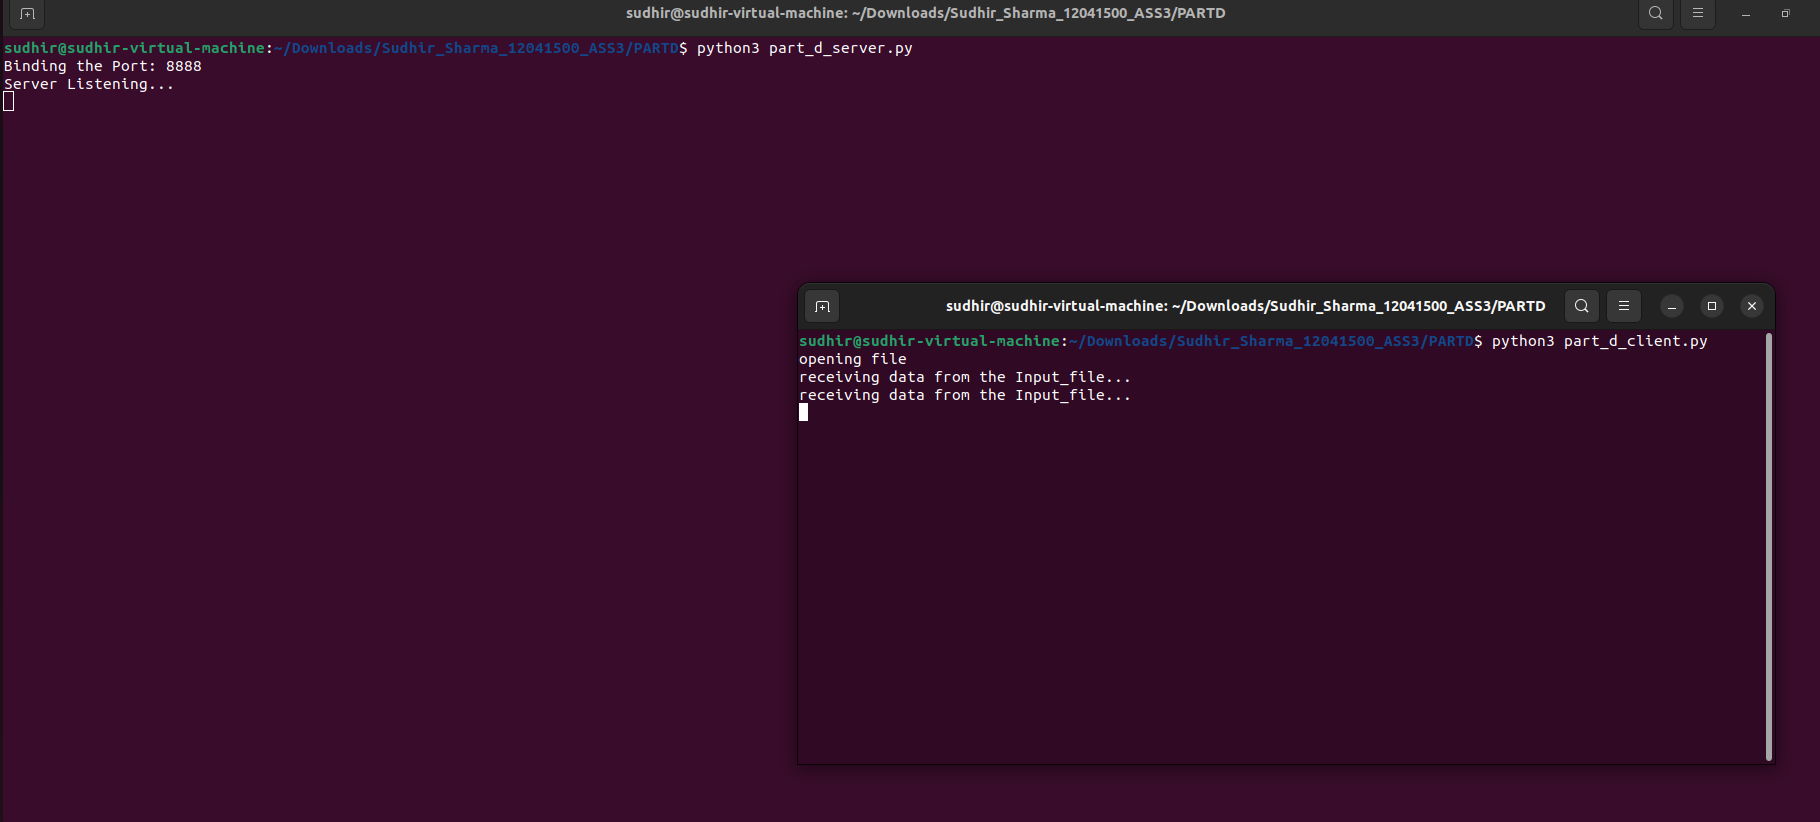 sudhir@sudhir-virtual-machine: ~/Downloads/Sudhir_Sharma_12041500_ASS3/PARTD
sudhir@sudhir-virtual-machine:~/Downloads/Sudhir_Sharma_12041500_ASS3/PARTD$ python3 part_d_server.py
Binding the Port: 8888
Server Listening...
sudhir@sudhir-virtual-machine: ~/Downloads/Sudhir_Sharma_12041500_ASS3/PARTD
sudhir@sudhir-virtual-machine:~/Downloads/Sudhir_Sharma_12041500_ASS3/PARTD$ python3 part_d_client.py
opening file
receiving data from the Input_file...
receiving data from the Input_file...